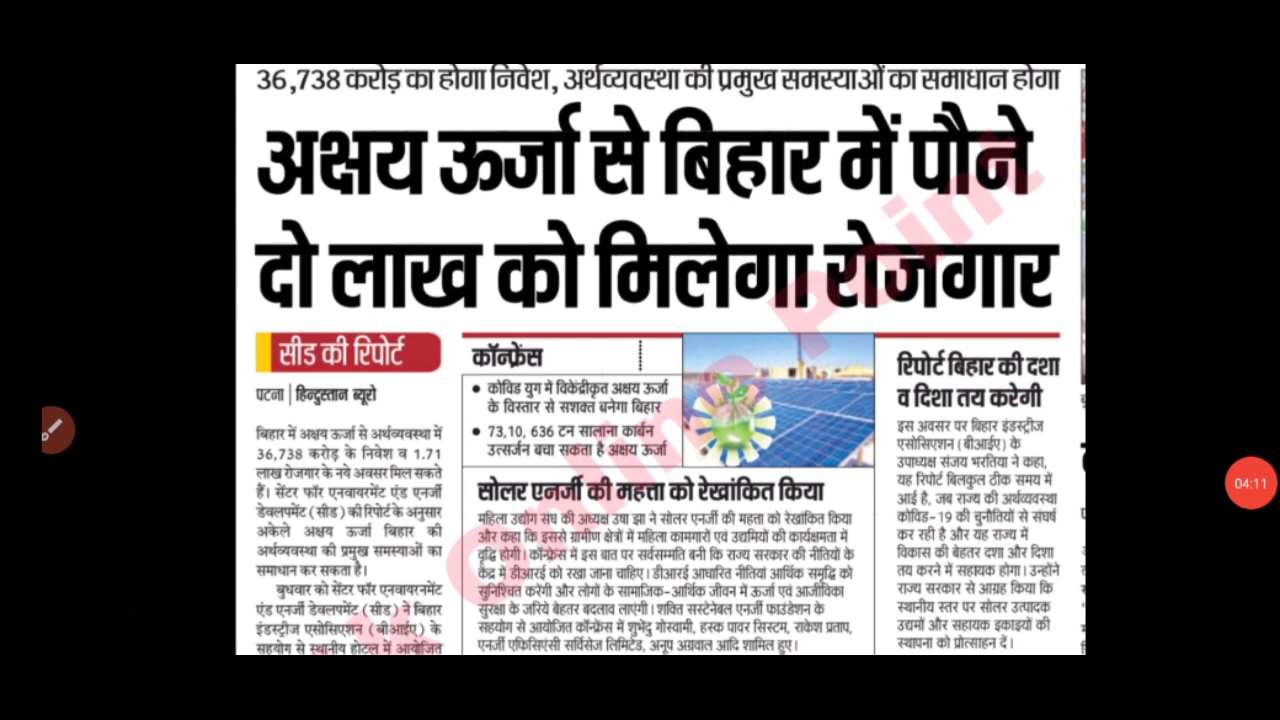 36,738 करोड़ का होगा निवेश, अर्थव्यवस्था की प्रमुख समस्याओं का समाधान होगा
अक्षय ऊर्जा से बिहार में पौने
दो लाख को मिलेगा रोजगार
सीड की रिपोर्ट
पटना | हिन्दुस्तान ब्यूरो
बिहार में अक्षय ऊर्जा से अर्थव्यवस्था में
36,738 करोड़ के निवेश व 1.71
लाख रोजगार के नये अवसर मिल सकते
हैं। सेंटर फॉर एनवायरमेंट एंड एनर्जी
डेवलपमेंट (सीड) की रिपोर्ट के अनुसार
अकेले अक्षय ऊर्जा बिहार की
अर्थव्यवस्था की प्रमुख समस्याओं का
समाधान कर सकता है।
बुधवार को सेंटर फॉर एनवायरनमेंट
एंड एनर्जी डेवलपमेंट (सीड) ने बिहार
इंडस्ट्रीज एसोसिएशन (बीआईए) के
सहयोग से स्थानीय होटल में आयोजित
कॉन्फ्रेंस
● कोविड युग में विकेंद्रीकृत अक्षय ऊर्जा
के विस्तार से सशक्त बनेगा बिहार
● 73,10, 636 टन सालाना कार्बन
उत्सर्जन बचा सकता है अक्षय ऊर्जा
सोलर एनर्जी की महत्ता को रेखांकित किया
महिला उद्योग संघ की अध्यक्ष उषा झा ने सोलर एनर्जी की महता को रेखांकित किया
और कहा कि इससे ग्रामीण क्षेत्रों में महिला कामगारों एवं उद्यमियों की कार्यक्षमता में
वृद्धि होगी। कॉन्फ्रेंस में इस बात पर सर्वसम्मति बनी कि राज्य सरकार की नीतियों के
केंद्र में डीआरई को रखा जाना चाहिए। डीआरई आधारित नीतियां आर्थिक समृद्धि को
सुनिश्चित करेंगी और लोगों के सामाजिक-आर्थिक जीवन में ऊर्जा एवं आजीविका
सुरक्षा के जरिये बेहतर बदलाव लाएंगी। शक्ति सस्टेनेबल एनर्जी फाउंडेशन के
सहयोग से आयोजित कॉन्फ्रेंस में शुभेंदु गोस्वामी, हस्क पावर सिस्टम, राकेश प्रताप,
एनर्जी एफिसिएंसी सर्विसेज लिमिटेड, अनूप अग्रवाल आदि शामिल हुए।
रिपोर्ट बिहार की दशा
व दिशा तय करेगी
इस अवसर पर बिहार इंडस्ट्रीज
एसोसिएशन (बीआईए) के
उपाध्यक्ष संजय भरतिया ने कहा,
यह रिपोर्ट बिलकुल ठीक समय में
आई है, जब राज्य की अर्थव्यवस्था
कोविड-19 की चुनौतियों से संघर्ष
कर रही है और यह राज्य में
विकास की बेहतर दशा और दिशा
तय करने में सहायक होगा। उन्होंने
राज्य सरकार से आग्रह किया कि
स्थानीय स्तर पर सोलर उत्पादक
उद्यमों और सहायक इकाइयों की
स्थापना को प्रोत्साहन दें।
k Online Point
04:11